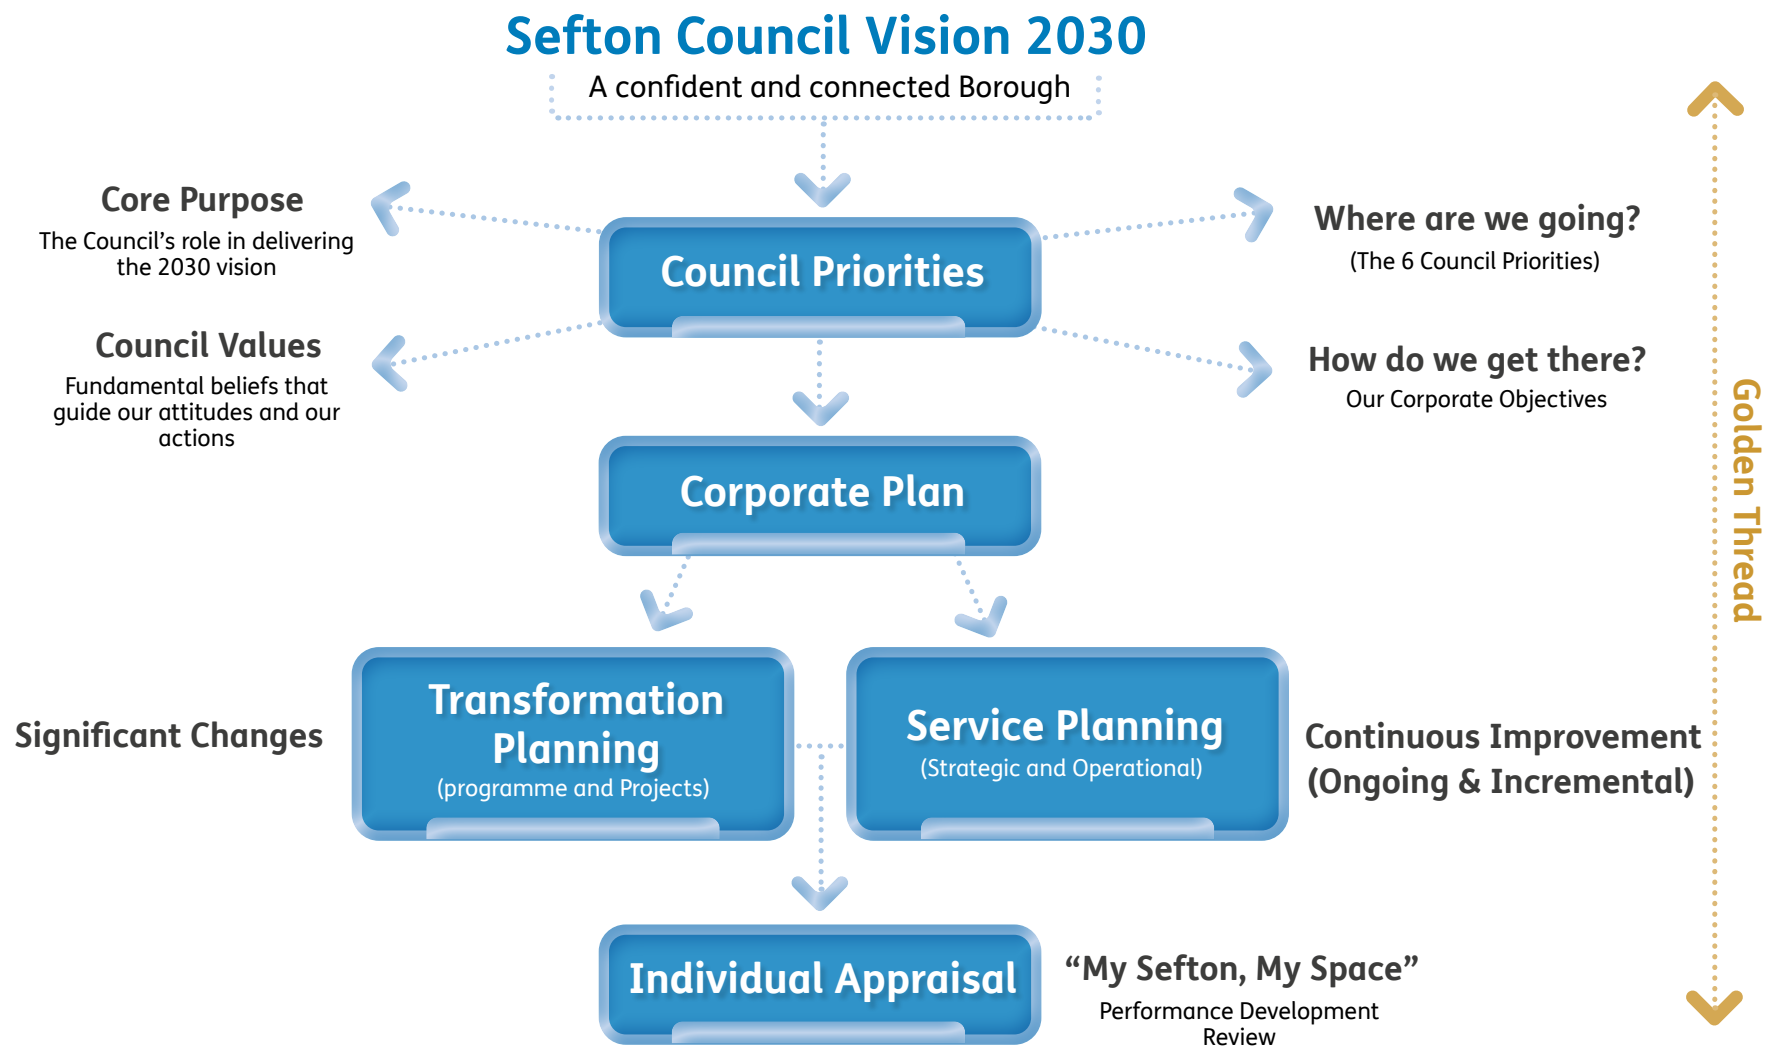 Sefton Council Vision 2030
A confident and connected Borough
Core Purpose
The Council’s role in delivering
the 2030 vision
Council Priorities
Where are we going?
(The 6 Council Priorities)
Council Values
Fundamental beliefs that
guide our attitudes and our
actions
How do we get there?
Our Corporate Objectives
Corporate Plan
Golden Thread
Significant Changes
Transformation
Planning
(programme and Projects)
Service Planning
(Strategic and Operational)
Continuous Improvement
(Ongoing & Incremental)
Individual Appraisal
“My Sefton, My Space”
Performance Development
Review